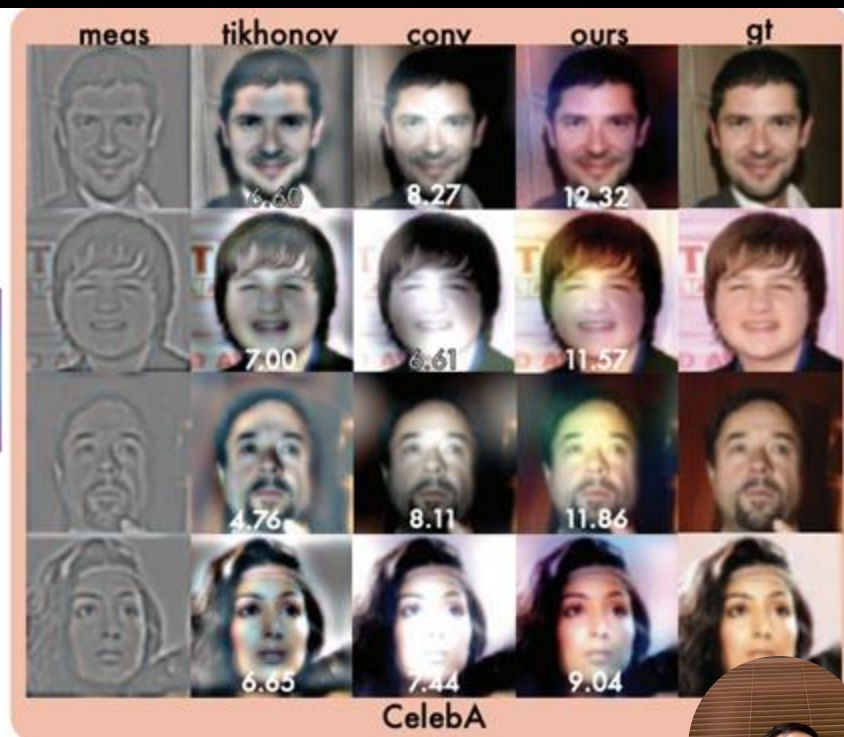 meas tikhonov conv ours gt
6.60 8.27 12.32
7.00 6.61 11.57
4.76 8.11 11.86
6.65 7.44 9.04
CelebA